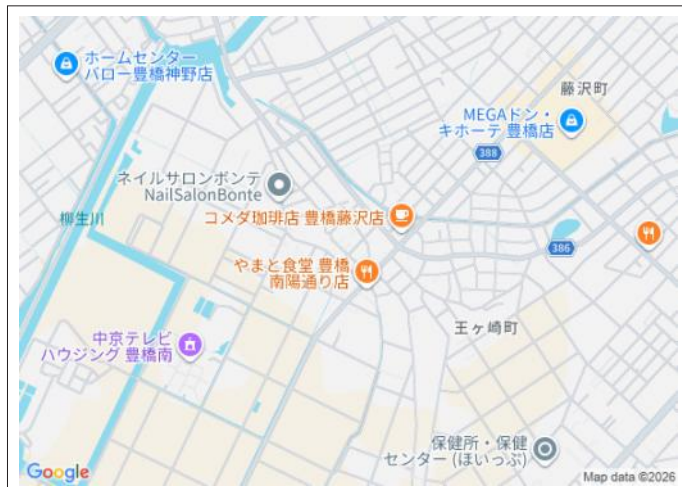 ホームセンター
バロー豊橋神野店
藤沢町
MEGAドン・
キホーテ 豊橋店
388
ネイルサロンボンテ
NailSalonBonte
柳生川
コメダ珈琲店 豊橋藤沢店
386
やまと食堂 豊橋
南陽通り店
王ヶ崎町
中京テレビ
ハウジング 豊橋南
保健所・保健
センター (ほいっぷ)
Google
Map data ©2026